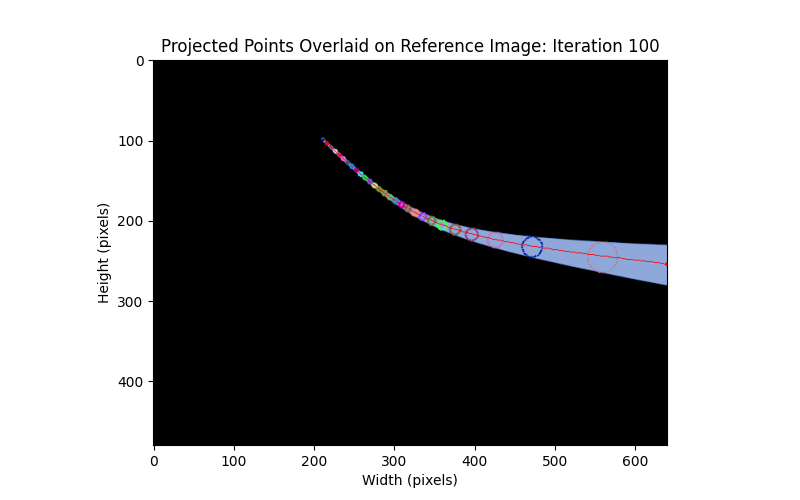 Projected Points Overlaid on Reference Image: Iteration 100
0
100
200
300
400
Height (pixels)
0 100 200 300 400 500 600
Width (pixels)